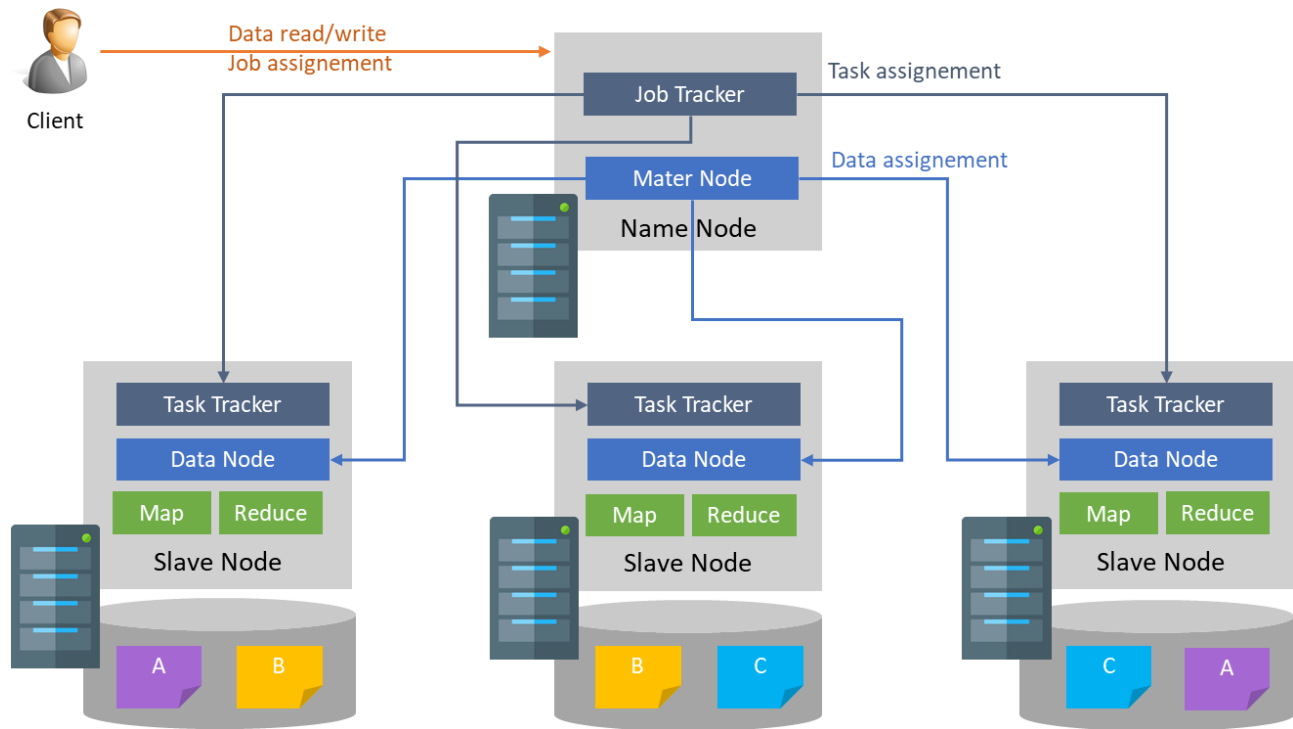 Data read/write
Job assignement
Client
Job Tracker
Task assignement
Mater Node
Data assignement
Name Node
Task Tracker
Data Node
Map
Reduce
Slave Node
A
B
Task Tracker
Data Node
Map
Reduce
Slave Node
B
C
Task Tracker
Data Node
Map
Reduce
Slave Node
C
A